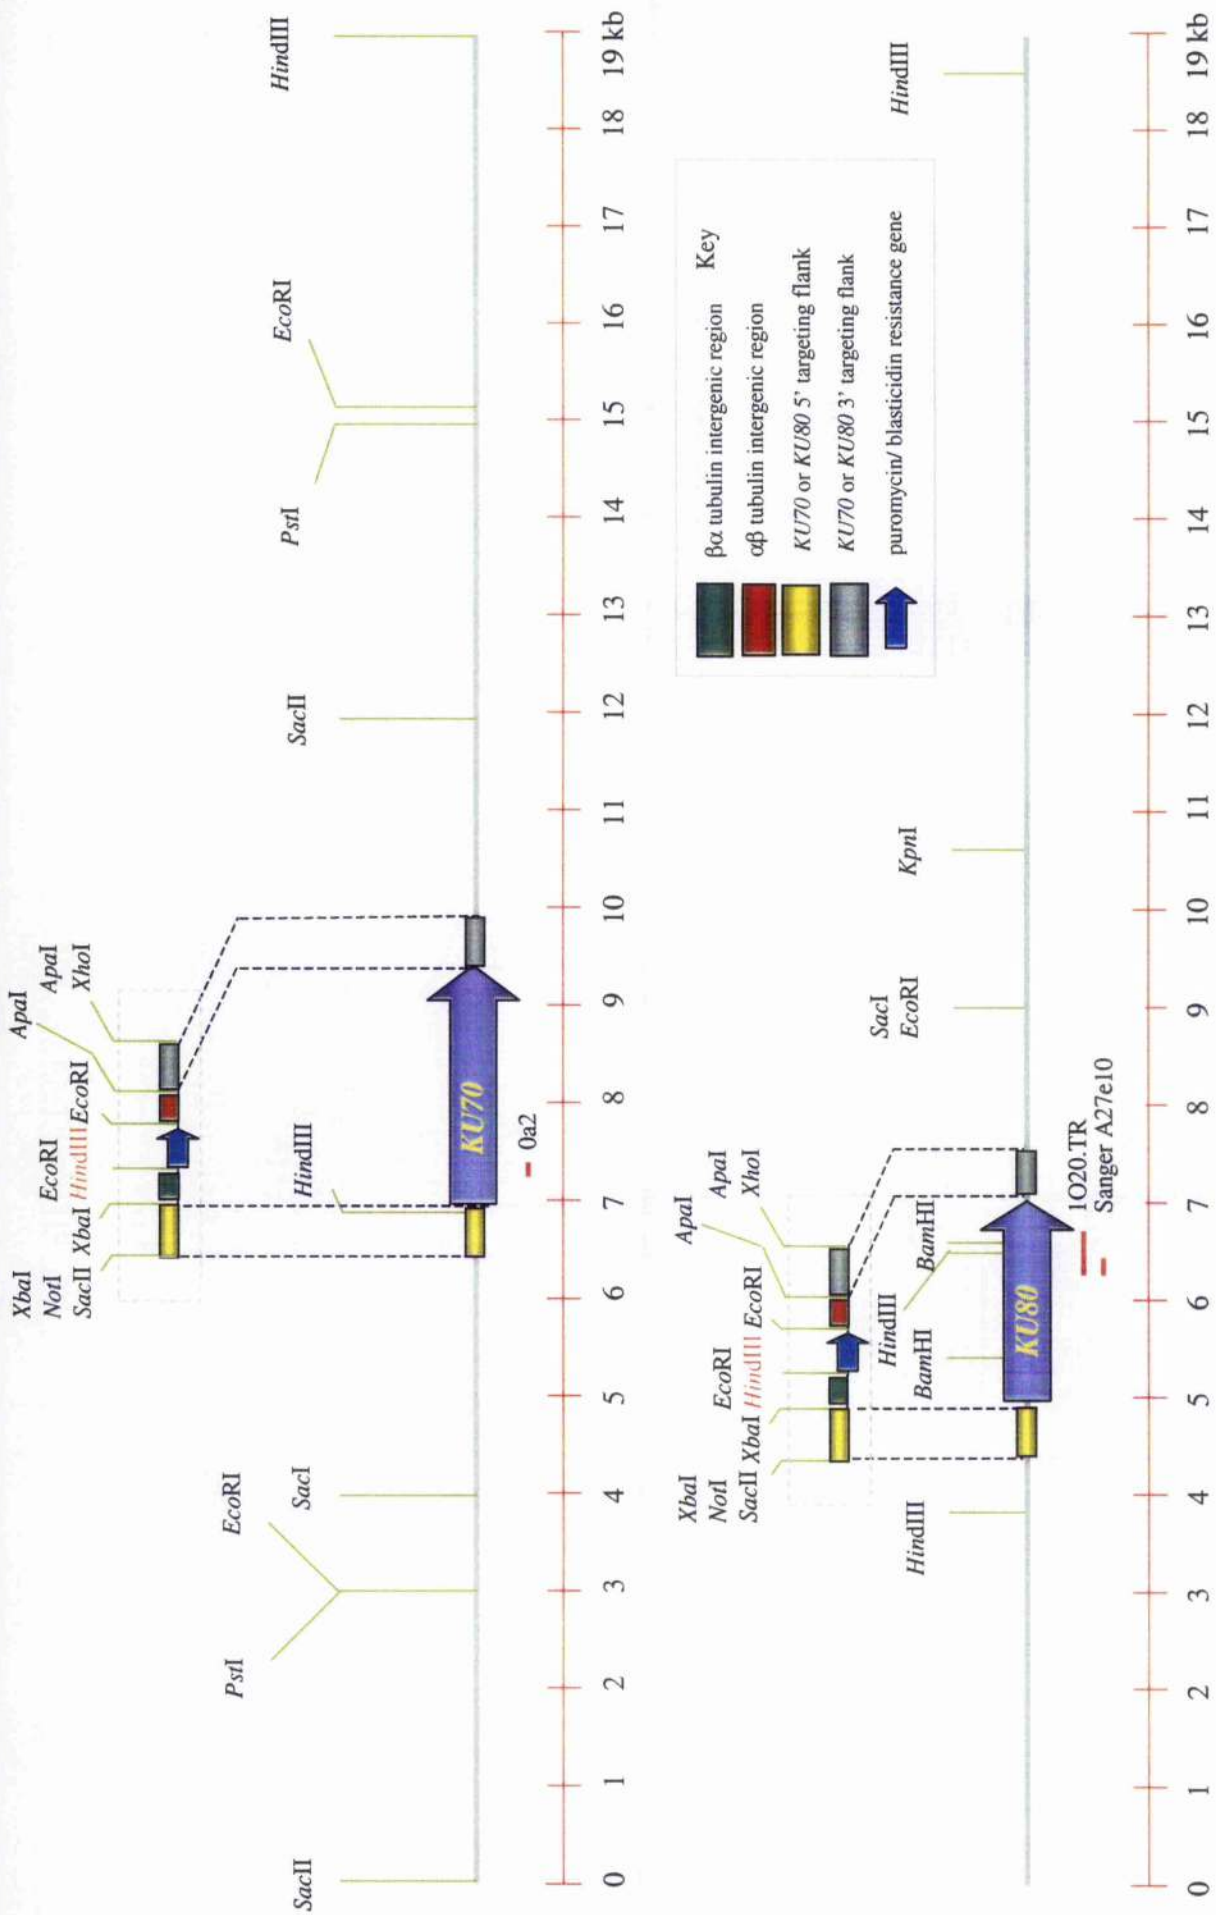 XbaI
NotI
SacII
XbaI
EcoRI
HindIII
EcoRI
ApaI
ApaI
XhoI
PstI
EcoRI
SacI
HindIII
SacII
SacII
PstI
EcoRI
HindIII
KU70
0a2
0 1 2 3 4 5 6 7 8 9 10 11 12 13 14 15 16 17 18 19 kb
XbaI
NotI
SacII
XbaI
EcoRI
HindIII
EcoRI
ApaI
ApaI
XhoI
HindIII
BamHI
HindIII
BamHI
SacI
EcoRI
KpnI
HindIII
KU80
1O20.TR
Sanger A27e10
0 1 2 3 4 5 6 7 8 9 10 11 12 13 14 15 16 17 18 19 kb
Key
βα tubulin intergenic region
αβ tubulin intergenic region
KU70 or KU80 5' targeting flank
KU70 or KU80 3' targeting flank
puromycin/ blasticidin resistance gene